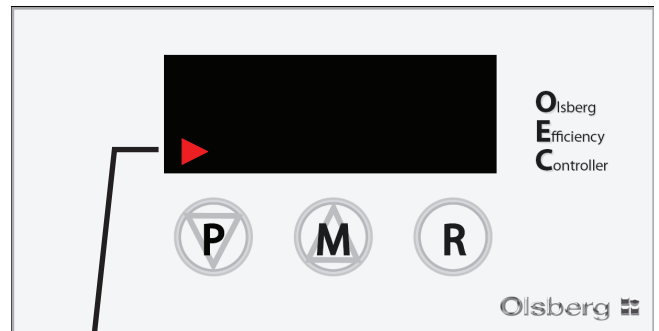 Olsberg
Efficiency
Controller
P M R
Olsberg